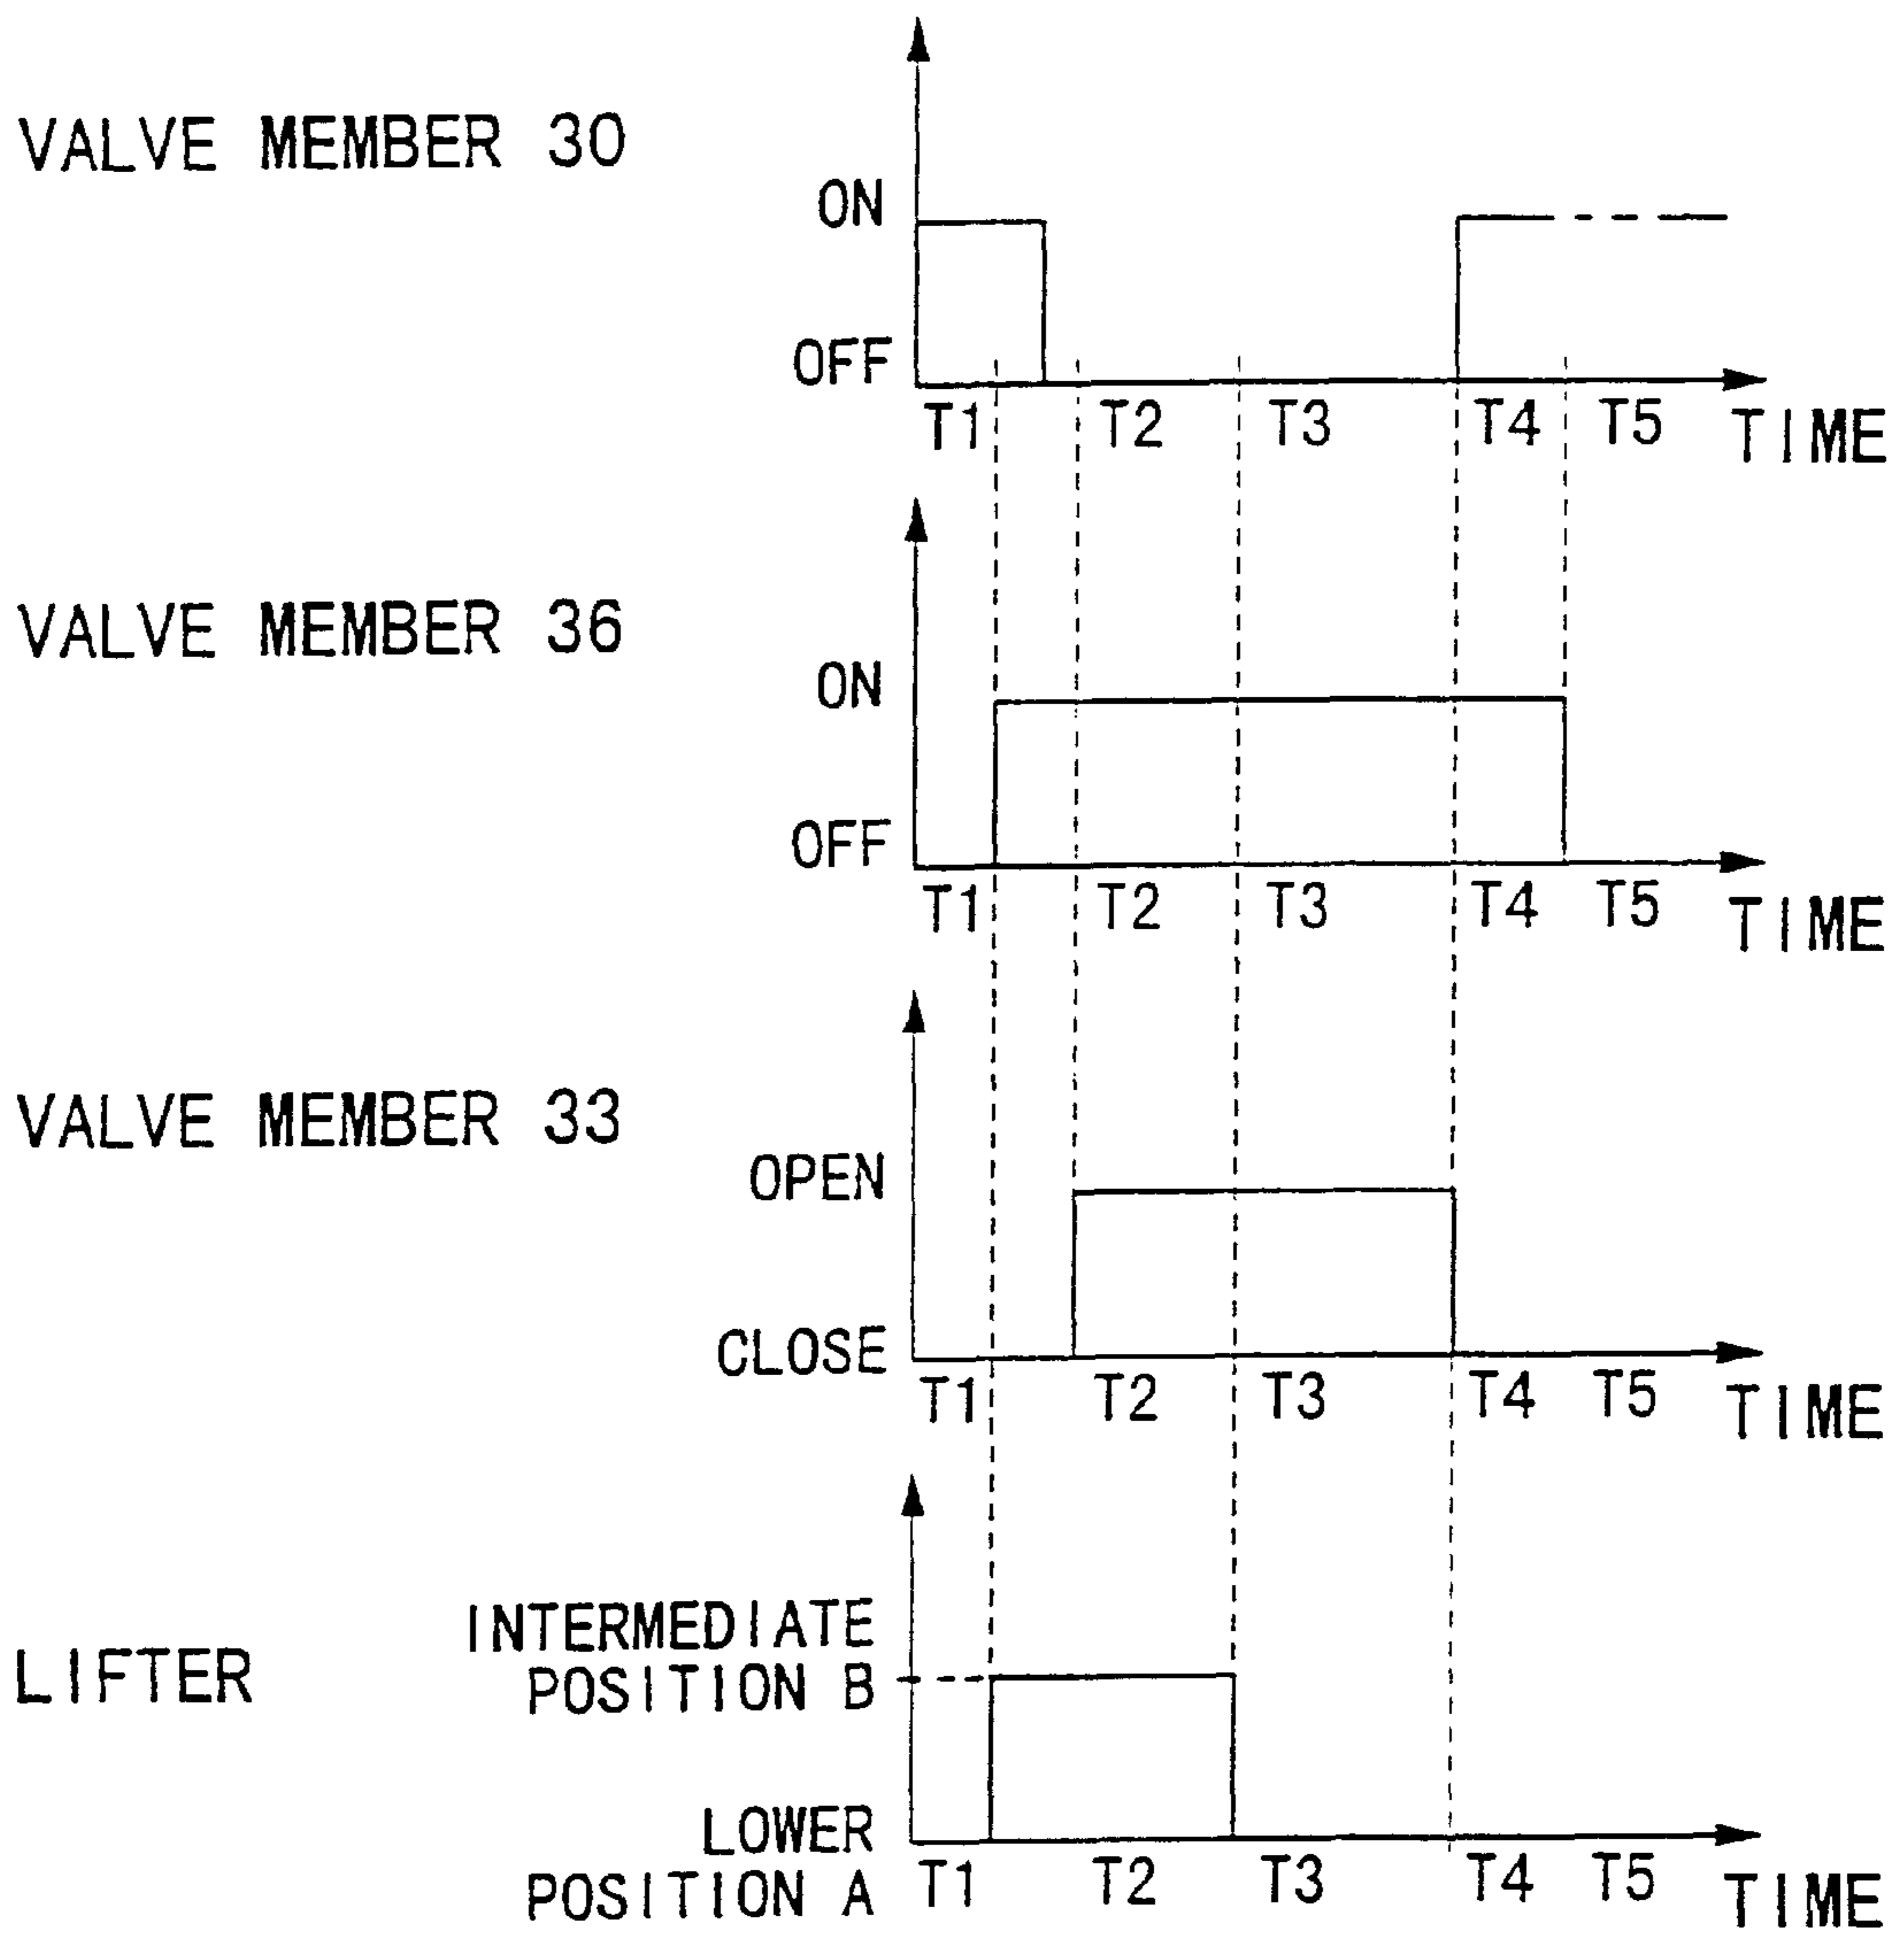 VALVE MEMBER 30
ON
OFF
T1 T2 T3 T4 T5 TIME
VALVE MEMBER 36
ON
OFF
T1 T2 T3 T4 T5 TIME
VALVE MEMBER 33
OPEN
CLOSE
T1 T2 T3 T4 T5 TIME
LIFTER
INTERMEDIATE
POSITION B
LOWER
POSITION A
T1 T2 T3 T4 T5 TIME